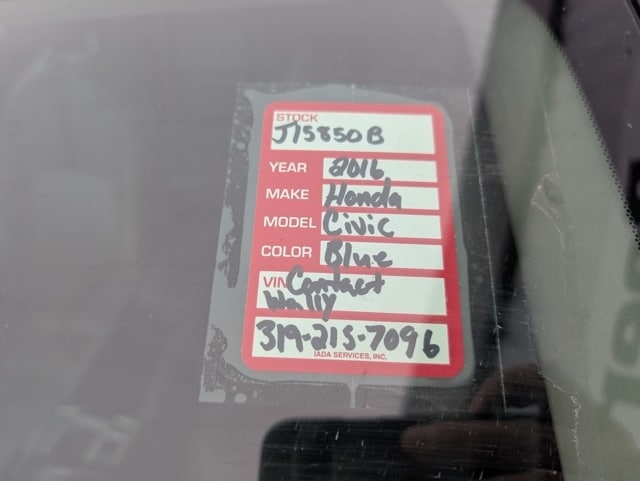 STOCK
J15850B
YEAR 2016
MAKE Honda
MODEL Civic
COLOR Blue
VIN Contact
Wally
319-215-7096
IADA SERVICES, INC.